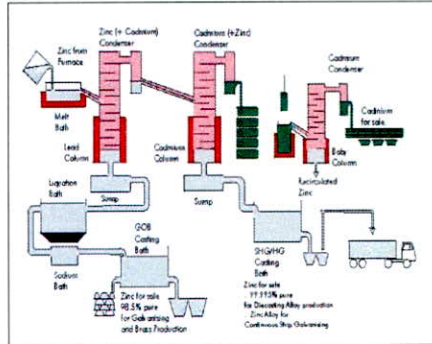 Zinc (+ Cadmium)
Condenser
Cadmium (+Zinc)
Condenser
Cadmium
Condenser
Zinc from
Furnace
Cadmium
for sale
Melt
Bath
Lead
Column
Cadmium
Column
Baby
Column
Sump
Sump
Recirculated
Zinc
Liquation
Bath
GOB
Casting
Bath
SHG/HG
Casting
Bath
Sodium
Bath
Zinc for sale
98.5% pure
for Galvanising
and Brass Production
Zinc for sale
. 99.995% pure
for Diecasting Alloy production
. Zinc Alloy for
Continuous Strip Galvanising